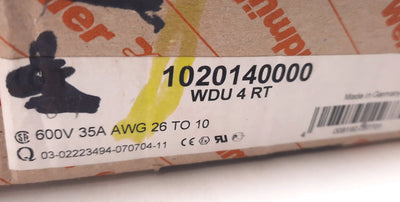 1020140000
WDU 4 RT
Made in Germany
600V 35A AWG 26 TO 10
03-02223494-070704-11